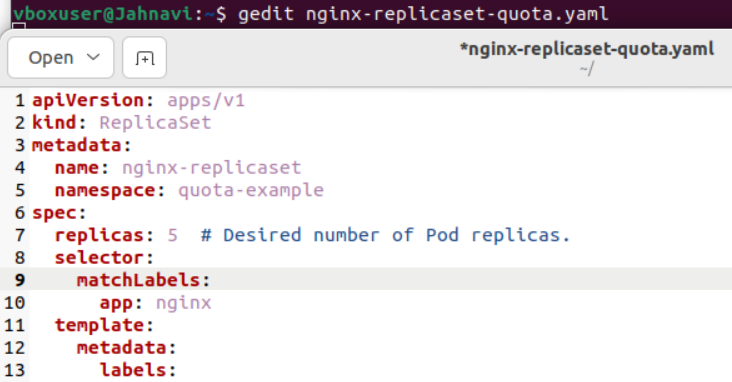 vboxuser@Jahnavi:~$ gedit nginx-replicaset-quota.yaml
Open
*nginx-replicaset-quota.yaml
~/
1 apiVersion: apps/v1
2 kind: ReplicaSet
3 metadata:
4   name: nginx-replicaset
5   namespace: quota-example
6 spec:
7   replicas: 5  # Desired number of Pod replicas.
8   selector:
9     matchLabels:
10       app: nginx
11   template:
12     metadata:
13       labels: